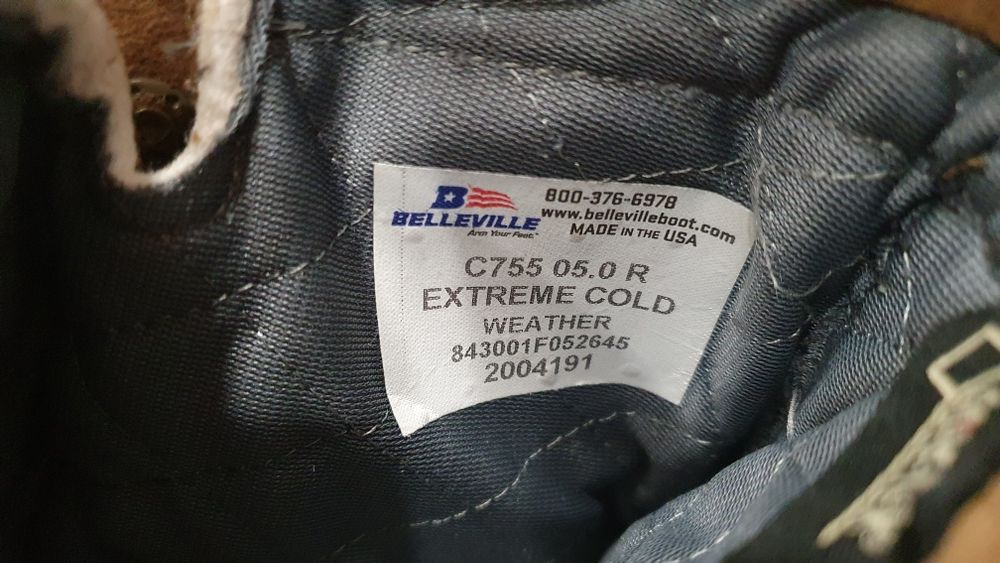 B
BELLEVILLE
Arm Your Feet.
800-376-6978
www.bellevilleboot.com
MADE IN THE USA
C755 05.0 R
EXTREME COLD
WEATHER
843001F052645
2004191